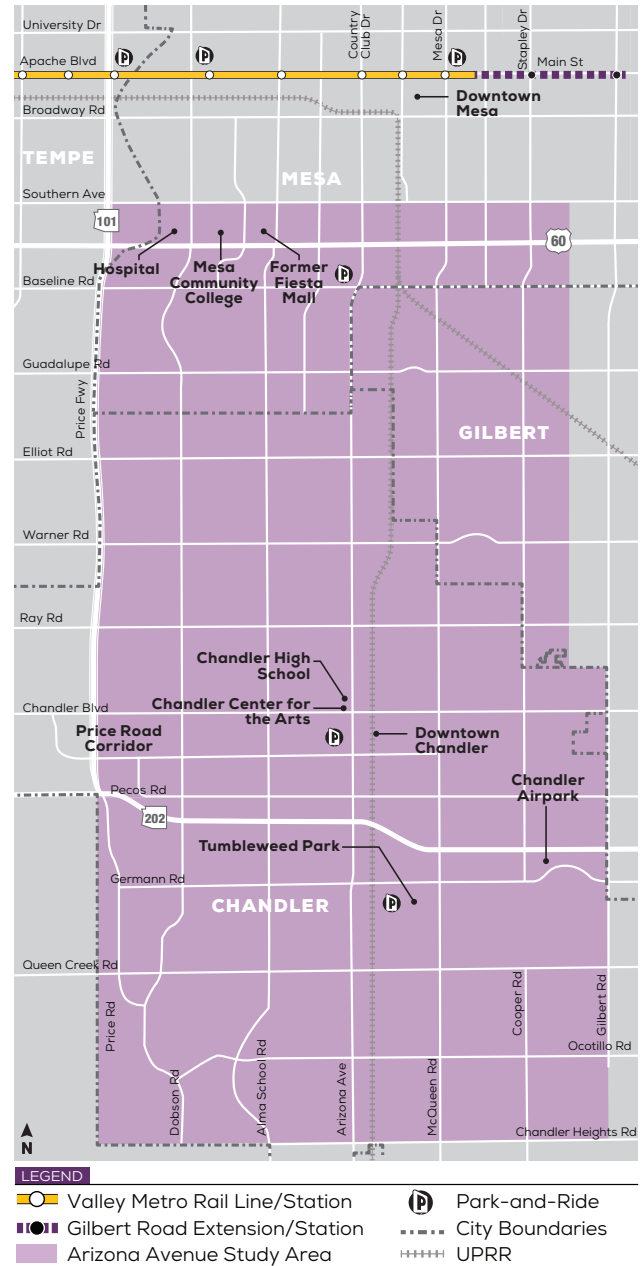 University Dr
Country
Club Dr
Mesa Dr
Stapley Dr
Apache Blvd
Main St
P
P
P
Downtown
Mesa
Broadway Rd
TEMPE
MESA
Southern Ave
101
60
Hospital
Mesa
Community
College
Former
Fiesta
Mall
P
Baseline Rd
Guadalupe Rd
Price Fwy
GILBERT
Elliot Rd
Warner Rd
Ray Rd
Chandler High
School
Chandler Center for
the Arts
Chandler Blvd
Price Road
Corridor
P
Downtown
Chandler
Chandler
Airpark
Pecos Rd
202
Tumbleweed Park
Germann Rd
CHANDLER
P
Queen Creek Rd
Price Rd
Cooper Rd
Gilbert Rd
Ocotillo Rd
Dobson Rd
Alma School Rd
Arizona Ave
McQueen Rd
N
Chandler Heights Rd
LEGEND
Valley Metro Rail Line/Station
P Park-and-Ride
Gilbert Road Extension/Station
City Boundaries
Arizona Avenue Study Area
UPRR